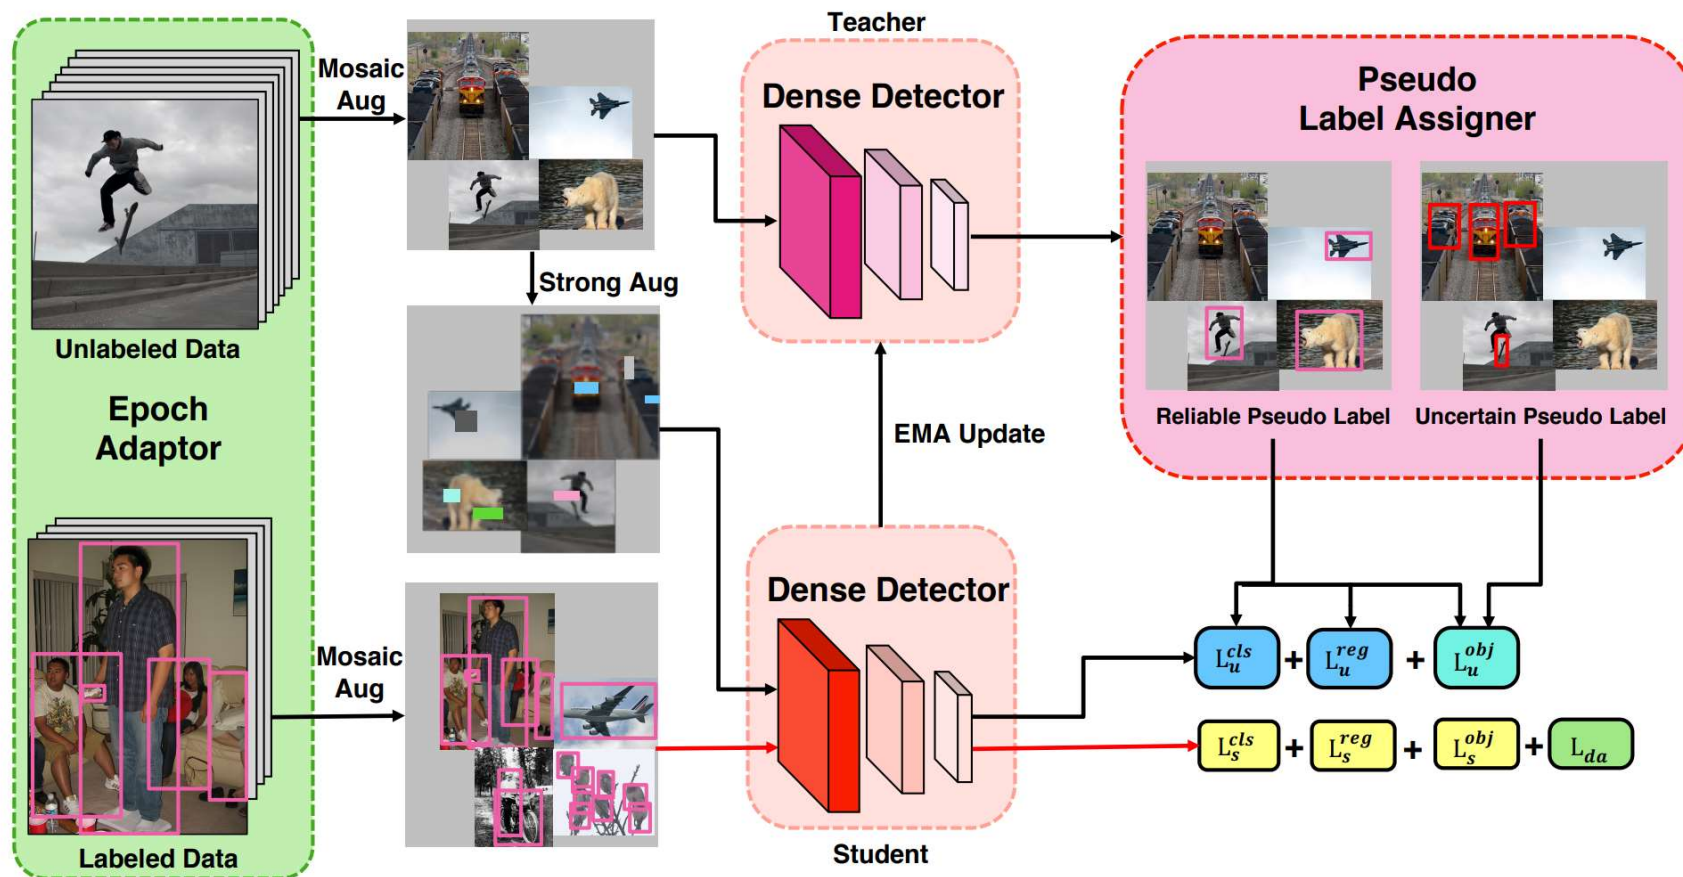 Teacher
Mosaic
Aug
Dense Detector
Pseudo
Label Assigner
Strong Aug
Unlabeled Data
Epoch
Adaptor
EMA Update
Reliable Pseudo Label
Uncertain Pseudo Label
Dense Detector
Mosaic
Aug
L_u^{cls} + L_u^{reg} + L_u^{obj}
L_s^{cls} + L_s^{reg} + L_s^{obj} + L_{da}
Labeled Data
Student